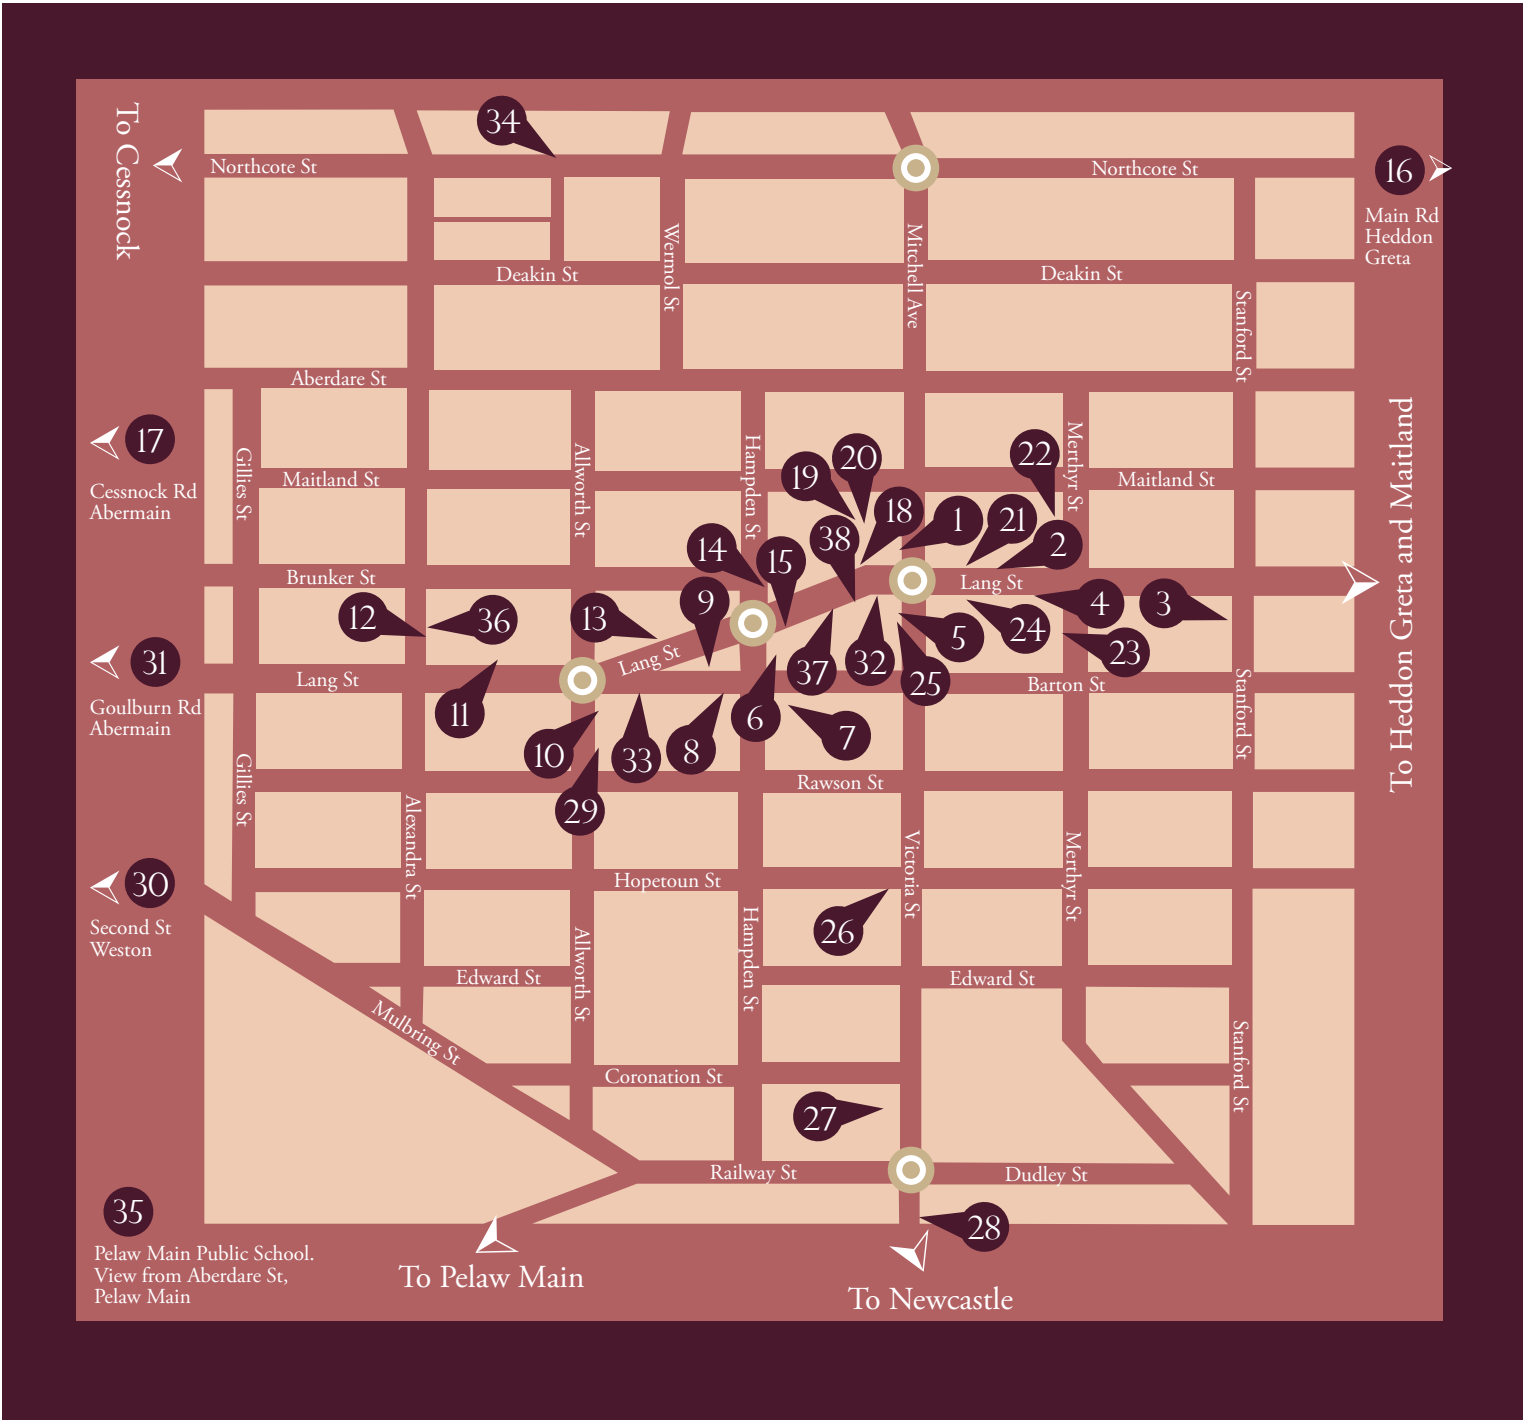 To Cessnock
34
Northcote St
Northcote St
16
Main Rd
Heddon
Greta
Wermol St
Mitchell Ave
Deakin St
Deakin St
Stanford St
Aberdare St
17
Cessnock Rd
Abermain
Gillies St
Maitland St
Allworth St
Hampden St
19
20
22
Merthyr St
Maitland St
To Heddon Greta and Maitland
14
15
38
18
1
21
2
Brunker St
Lang St
12
36
13
9
4
3
24
5
23
31
Goulburn Rd
Abermain
Lang St
Lang St
37
32
25
Barton St
Stanford St
11
10
33
8
6
7
Gillies St
Rawson St
29
Alexandra St
Victoria St
Merthyr St
30
Second St
Weston
Hopetoun St
Hampden St
26
Allworth St
Edward St
Edward St
Mulbring St
Stanford St
Coronation St
27
Railway St
Dudley St
35
Pelaw Main Public School.
View from Aberdare St,
Pelaw Main
28
To Pelaw Main
To Newcastle